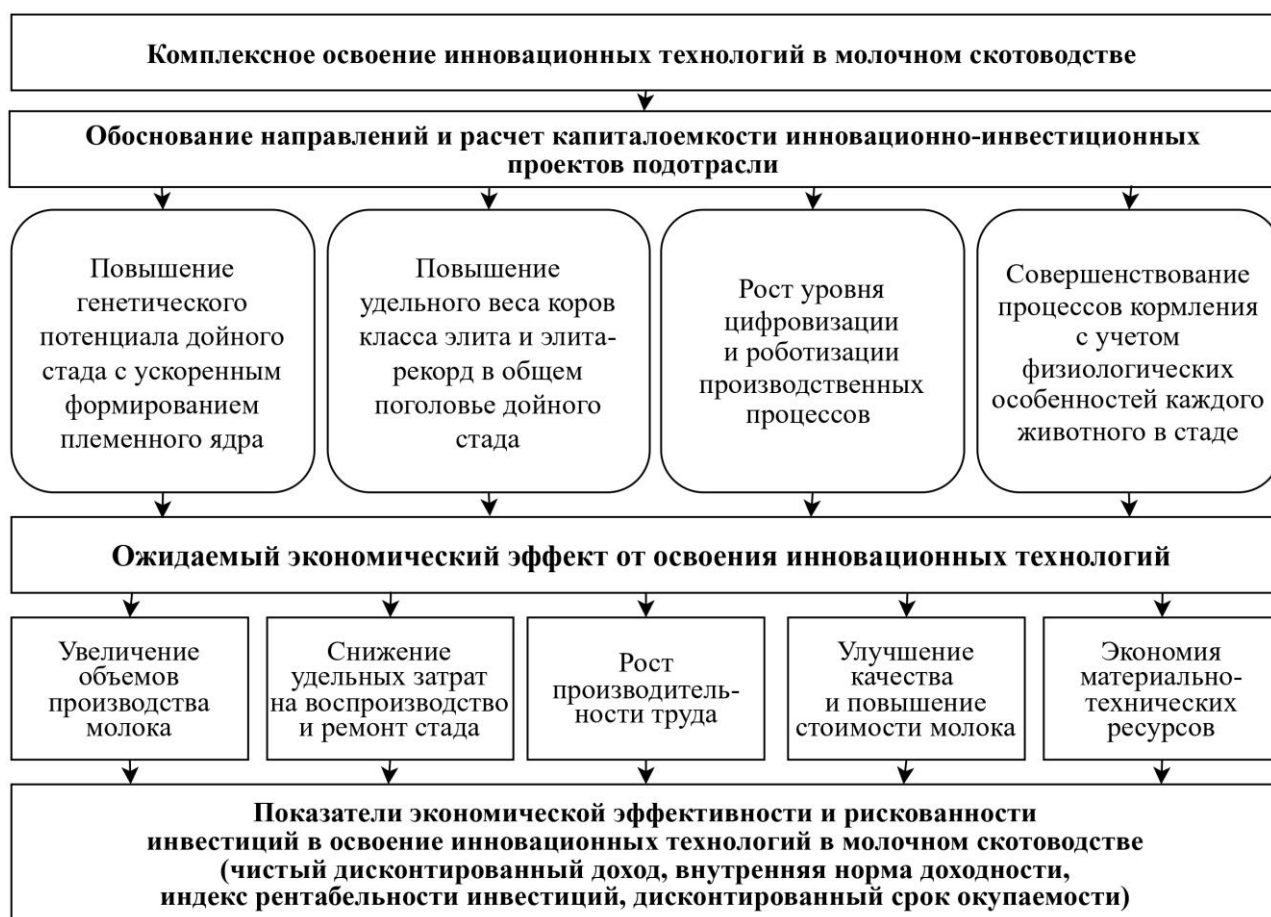 Комплексное освоение инновационных технологий в молочном скотоводстве
Обоснование направлений и расчет капиталоемкости инновационно-инвестиционных
проектов подотрасли
Повышение
генетического
потенциала дойного
стада с ускоренным
формированием
племенного ядра
Повышение
удельного веса коров
класса элита и элита-
рекорд в общем
поголовье дойного
стада
Рост уровня
цифровизации
и роботизации
производственных
процессов
Совершенствование
процессов кормления
с учетом
физиологических
особенностей каждого
животного в стаде
Ожидаемый экономический эффект от освоения инновационных технологий
Увеличение
объемов
производства
молока
Снижение
удельных затрат
на воспроизводство
и ремонт стада
Рост
производитель-
ности труда
Улучшение
качества
и повышение
стоимости молока
Экономия
материально-
технических
ресурсов
Показатели экономической эффективности и рискованности
инвестиций в освоение инновационных технологий в молочном скотоводстве
(чистый дисконтированный доход, внутренняя норма доходности,
индекс рентабельности инвестиций, дисконтированный срок окупаемости)